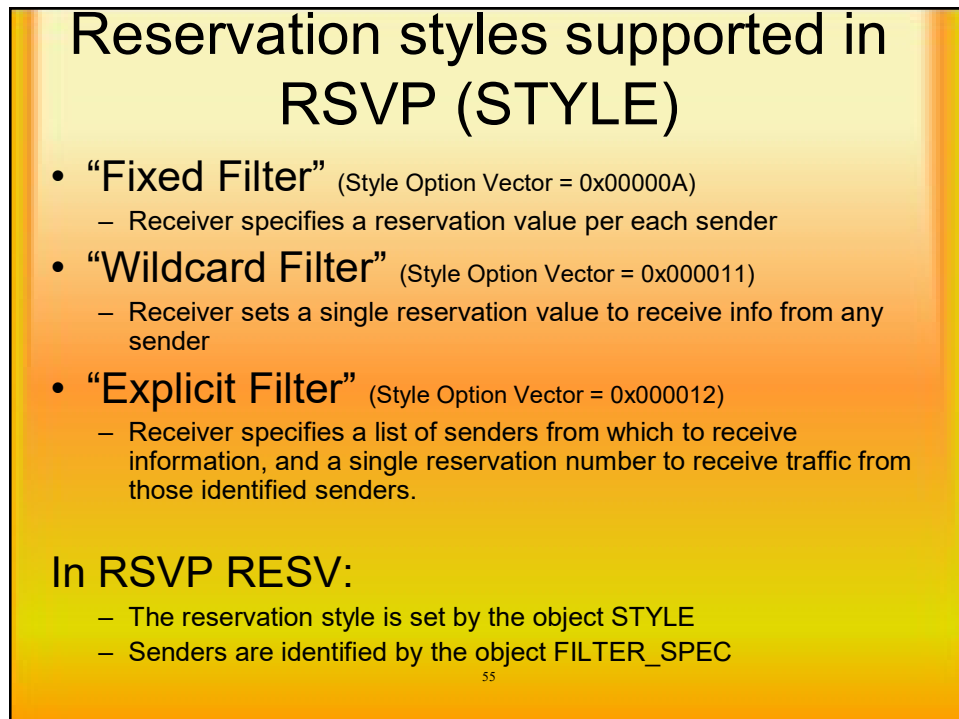 Reservation styles supported in
RSVP (STYLE)
• “Fixed Filter” (Style Option Vector = 0x00000A)
– Receiver specifies a reservation value per each sender
• “Wildcard Filter” (Style Option Vector = 0x000011)
– Receiver sets a single reservation value to receive info from any
sender
• “Explicit Filter” (Style Option Vector = 0x000012)
– Receiver specifies a list of senders from which to receive
information, and a single reservation number to receive traffic from
those identified senders.
In RSVP RESV:
– The reservation style is set by the object STYLE
– Senders are identified by the object FILTER_SPEC
55